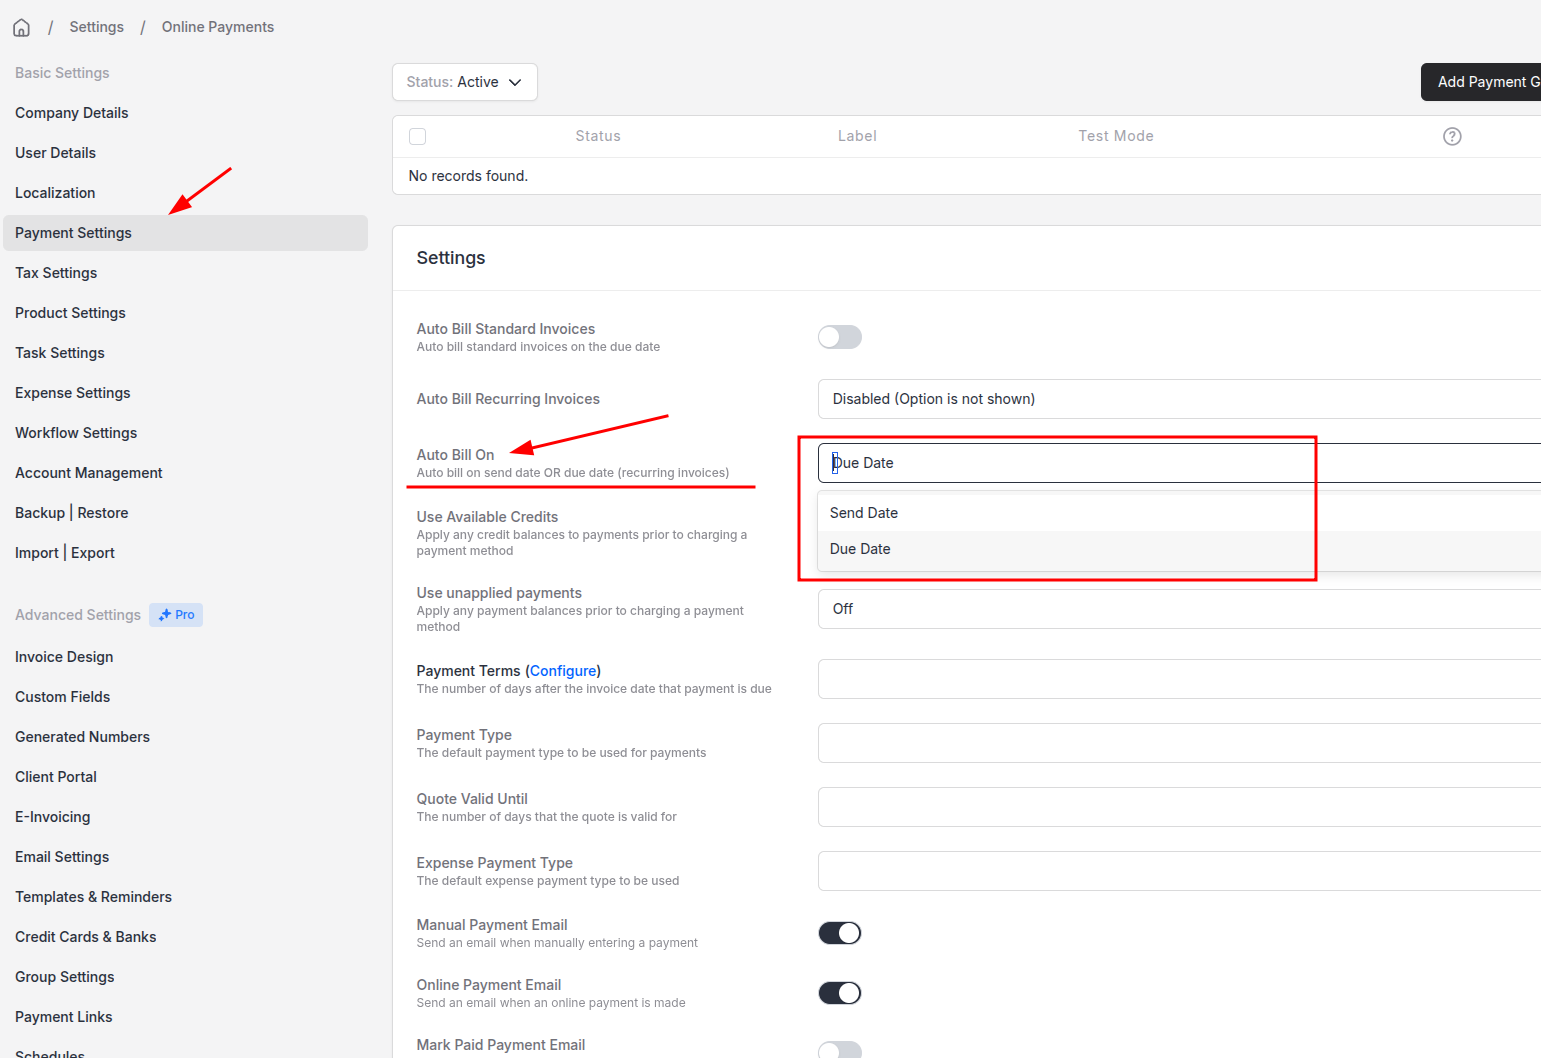 / Settings / Online Payments
Basic Settings
Company Details
User Details
Localization
Payment Settings
Tax Settings
Product Settings
Task Settings
Expense Settings
Workflow Settings
Account Management
Backup | Restore
Import | Export
Advanced Settings Pro
Invoice Design
Custom Fields
Generated Numbers
Client Portal
E-Invoicing
Email Settings
Templates & Reminders
Credit Cards & Banks
Group Settings
Payment Links
Schedules
Status: Active
Add Payment G
Status Label Test Mode ?
No records found.
Settings
Auto Bill Standard Invoices
Auto bill standard invoices on the due date
Auto Bill Recurring Invoices
Disabled (Option is not shown)
Auto Bill On
Auto bill on send date OR due date (recurring invoices)
Due Date
Send Date
Due Date
Use Available Credits
Apply any credit balances to payments prior to charging a
payment method
Use unapplied payments
Apply any payment balances prior to charging a payment
method
Off
Payment Terms (Configure)
The number of days after the invoice date that payment is due
Payment Type
The default payment type to be used for payments
Quote Valid Until
The number of days that the quote is valid for
Expense Payment Type
The default expense payment type to be used
Manual Payment Email
Send an email when manually entering a payment
Online Payment Email
Send an email when an online payment is made
Mark Paid Payment Email